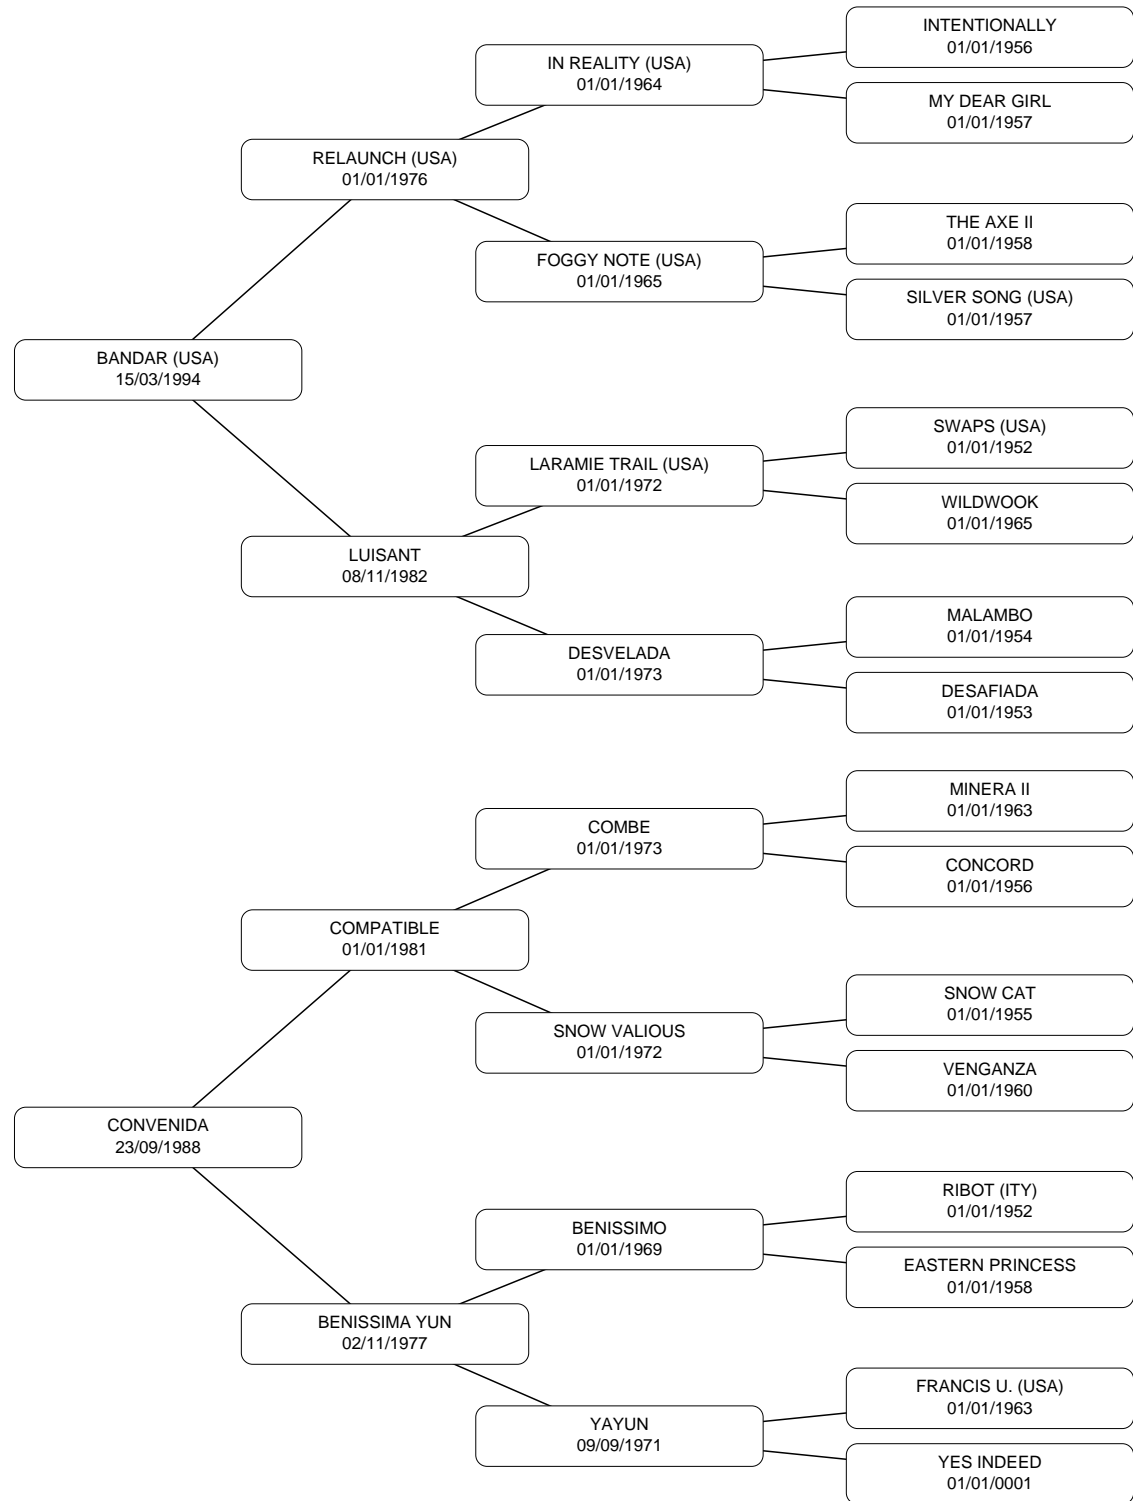 INTENTIONALLY
01/01/1956
IN REALITY (USA)
01/01/1964
MY DEAR GIRL
01/01/1957
RELAUNCH (USA)
01/01/1976
THE AXE II
01/01/1958
FOGGY NOTE (USA)
01/01/1965
SILVER SONG (USA)
01/01/1957
BANDAR (USA)
15/03/1994
SWAPS (USA)
01/01/1952
LARAMIE TRAIL (USA)
01/01/1972
WILDWOOK
01/01/1965
LUISANT
08/11/1982
MALAMBO
01/01/1954
DESVELADA
01/01/1973
DESAFIADA
01/01/1953
MINERA II
01/01/1963
COMBE
01/01/1973
CONCORD
01/01/1956
COMPATIBLE
01/01/1981
SNOW CAT
01/01/1955
SNOW VALIOUS
01/01/1972
VENGANZA
01/01/1960
CONVENIDA
23/09/1988
RIBOT (ITY)
01/01/1952
BENISSIMO
01/01/1969
EASTERN PRINCESS
01/01/1958
BENISSIMA YUN
02/11/1977
FRANCIS U. (USA)
01/01/1963
YAYUN
09/09/1971
YES INDEED
01/01/0001